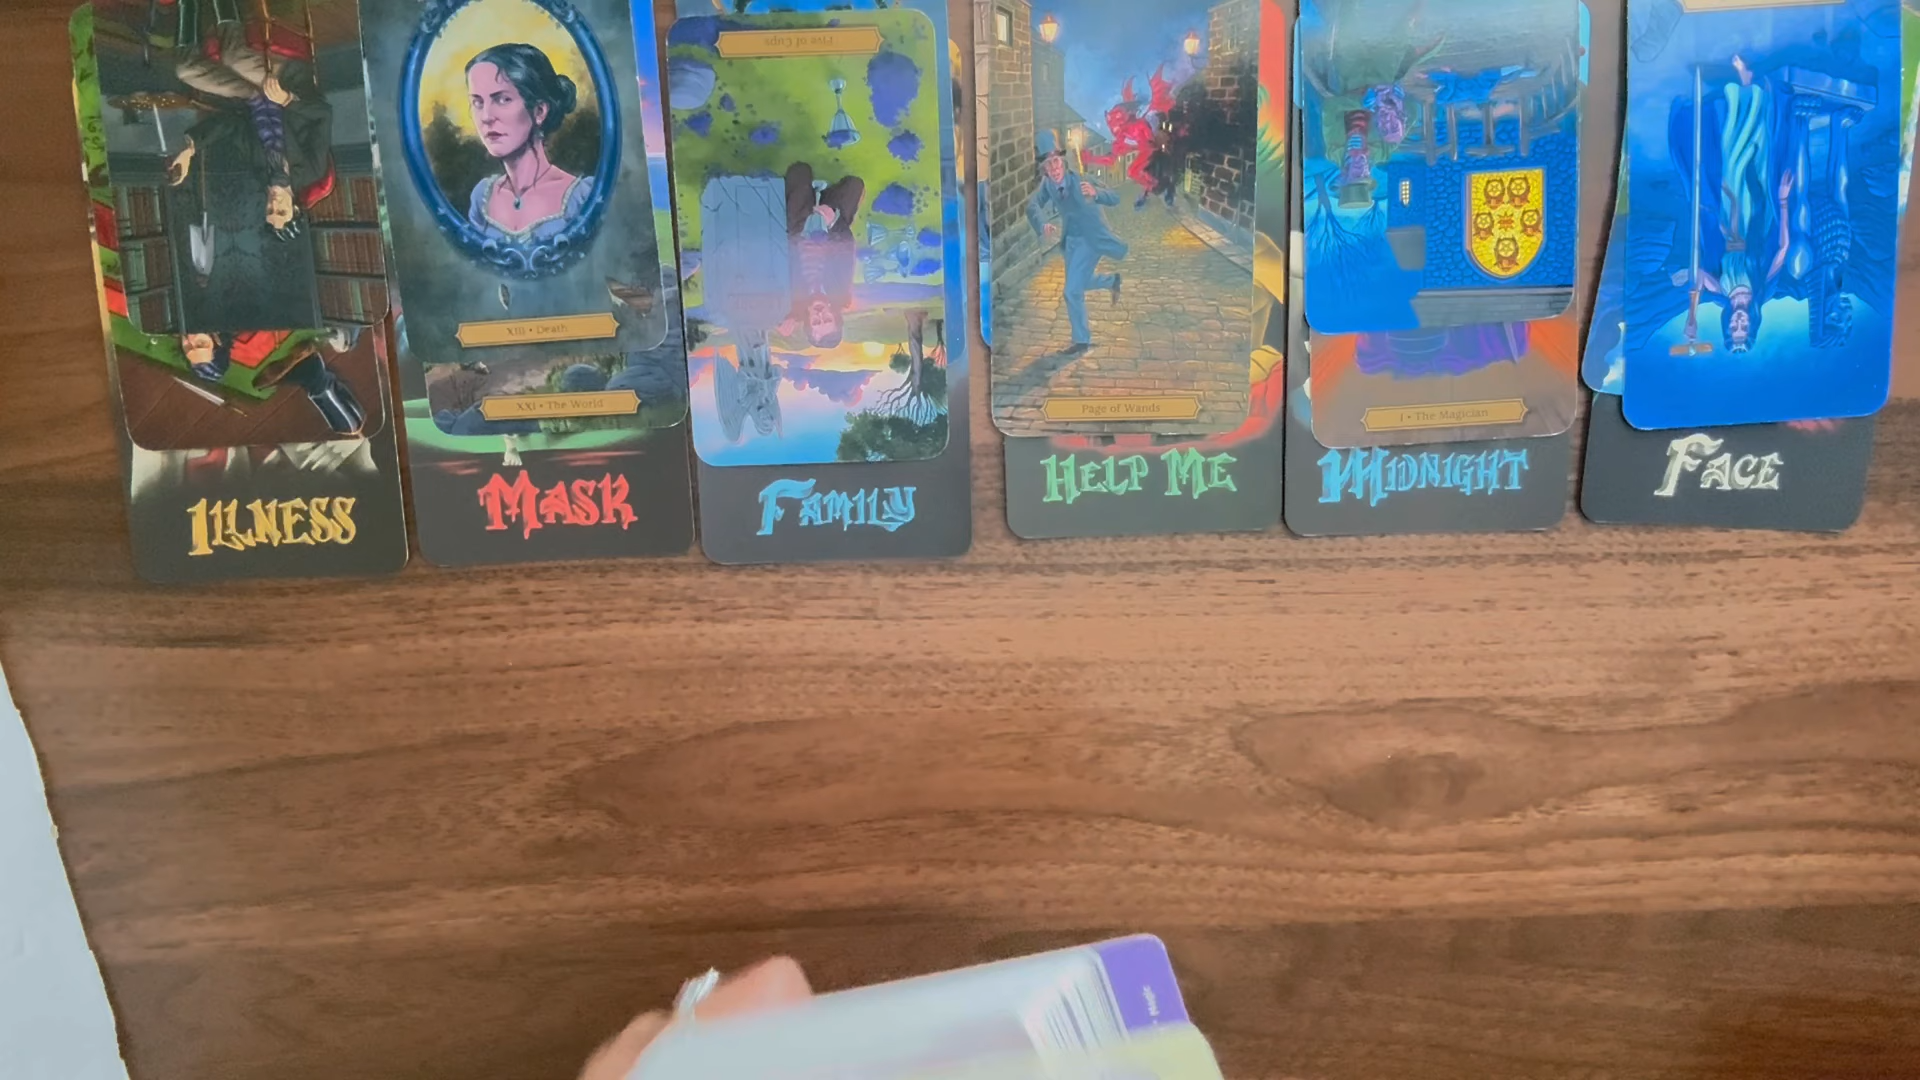 Five of Cups
XIII • Death
XXI • The World
Page of Wands
I • The Magician
ILLNESS
MASK
FAMILY
HELP ME
MIDNIGHT
FACE
Magic